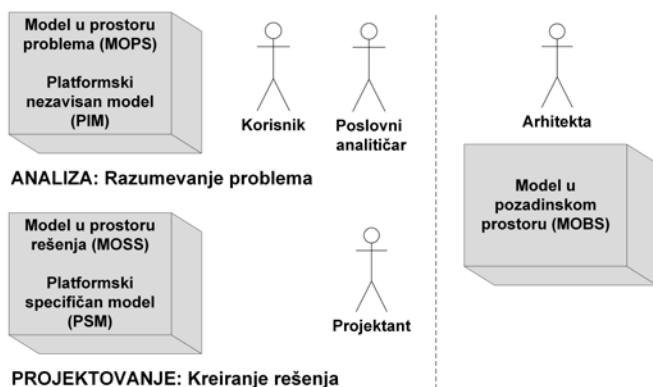 Model u prostoru
problema (MOPS)
Platformski
nezavisan model
(PIM)
Korisnik
Poslovni
analitičar
Arhitekta
ANALIZA: Razumevanje problema
Model u
pozadinskom
prostoru (MOBS)
Model u prostoru
rešenja (MOSS)
Platformski
specifičan model
(PSM)
Projektant
PROJEKTOVANJE: Kreiranje rešenja